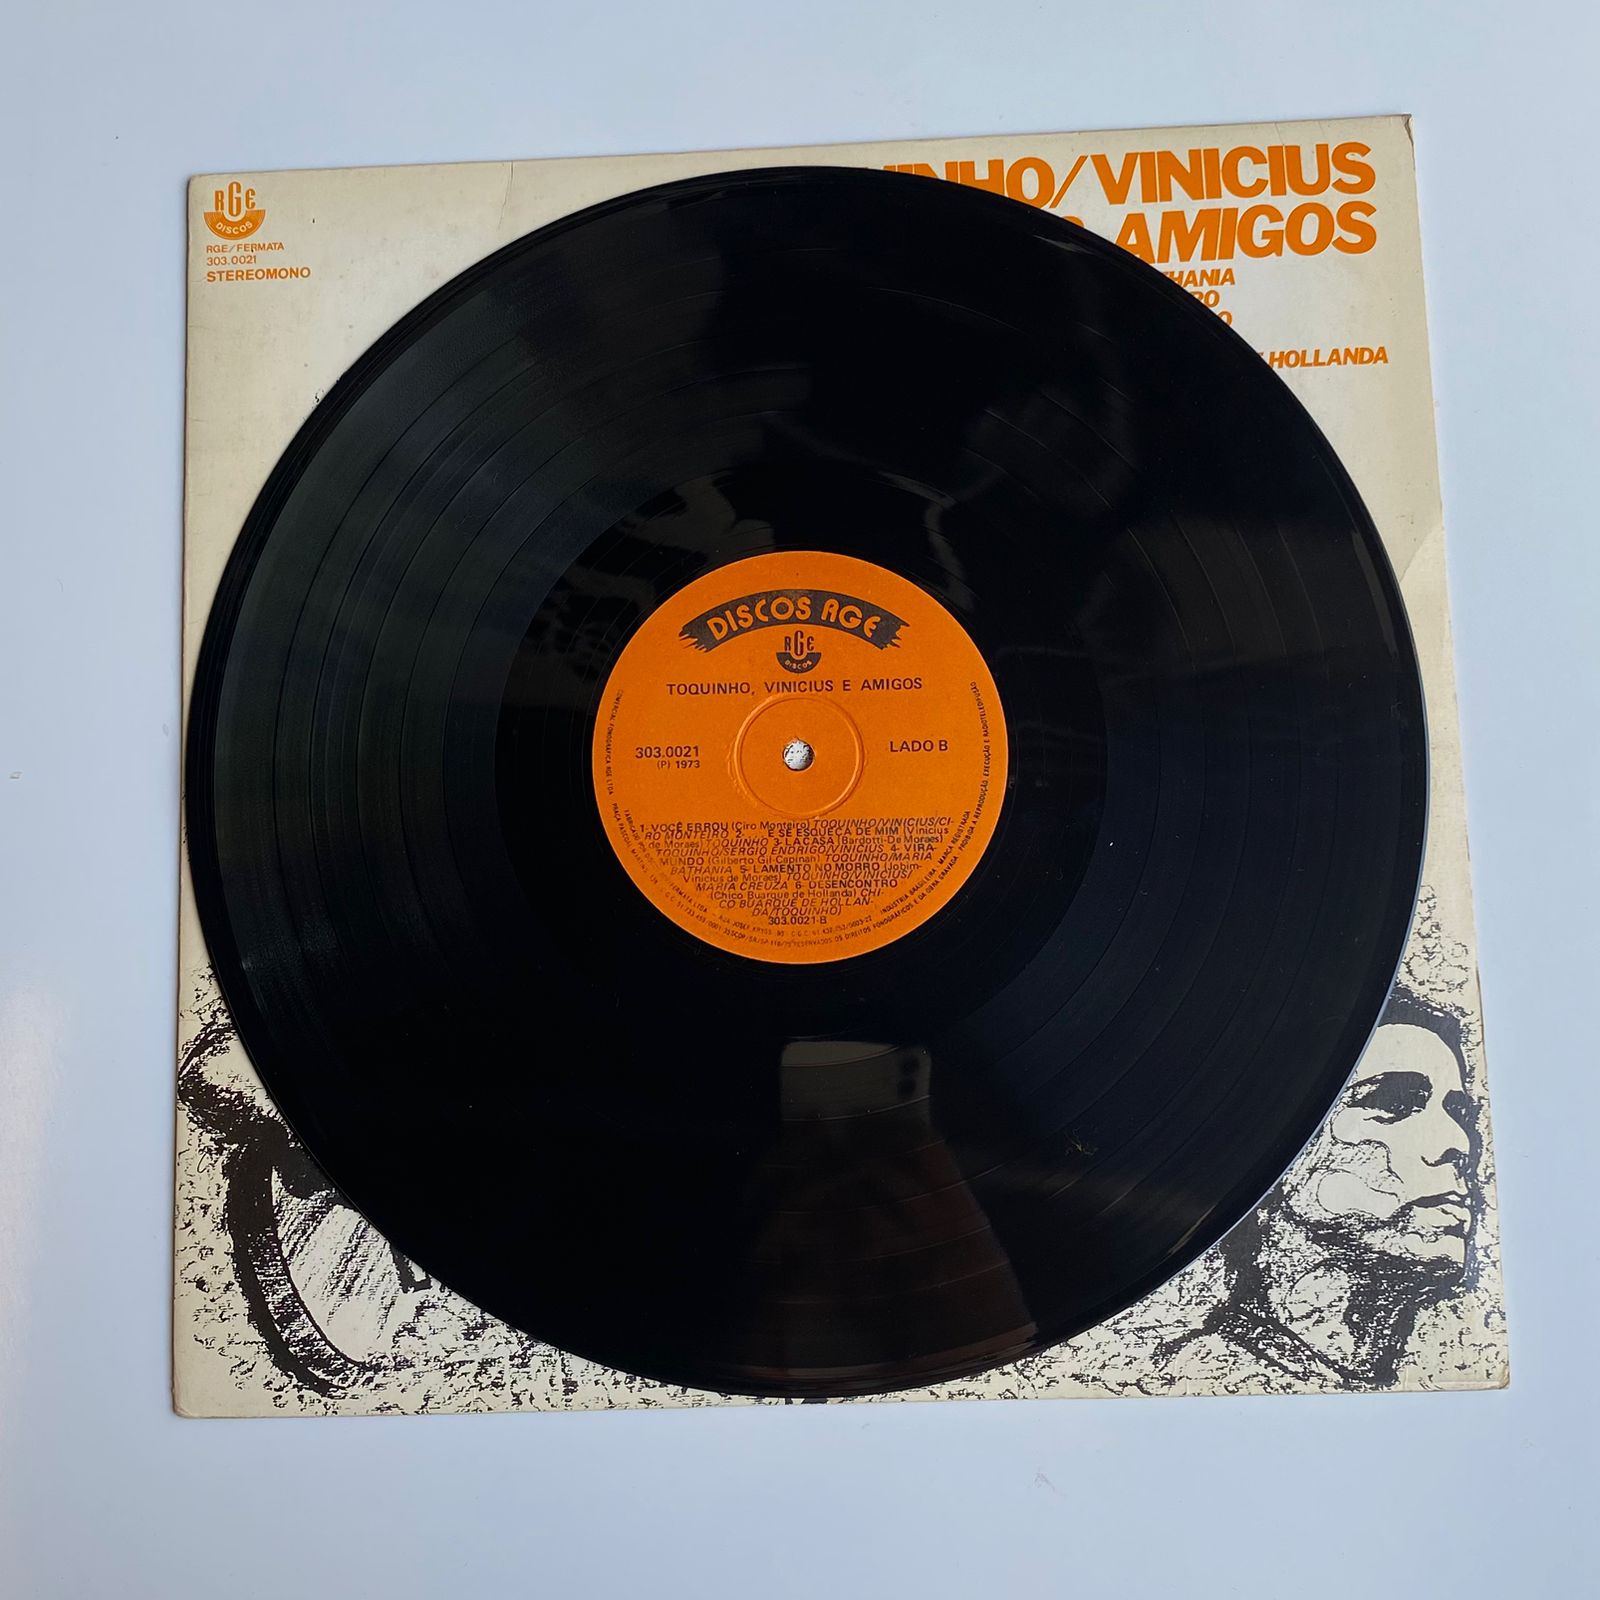 RGE
DISCOS
RGE/FERMATA
303.0021
STEREOMONO
/VINICIUS
AMIGOS
HOLLANDA
DISCOS RGE
RGE
DISCOS
TOQUINHO, VINICIUS E AMIGOS
303.0021
(P) 1973
LADO B
1- VOCÊ ERROU (Ciro Monteiro) TOQUINHO/VINICIUS/CI-
RO MONTEIRO 2- ... E SE ESQUEÇA DE MIM (Vinicius
de Moraes) TOQUINHO 3- LA CASA (Bardotti-De Moraes)
TOQUINHO/SERGIO ENDRIGO/VINICIUS 4- VIRA-
MUNDO (Gilberto Gil-Capinan) TOQUINHO/MARIA
BATHANIA 5- LAMENTO NO MORRO (Jobim-
Vinicius de Moraes) TOQUINHO/VINICIUS/
MARIA CREUZA 6- DESENCONTRO
(Chico Buarque de Hollanda) CHI-
CO BUARQUE DE HOLLAN-
DA/TOQUINHO)
303.0021-B